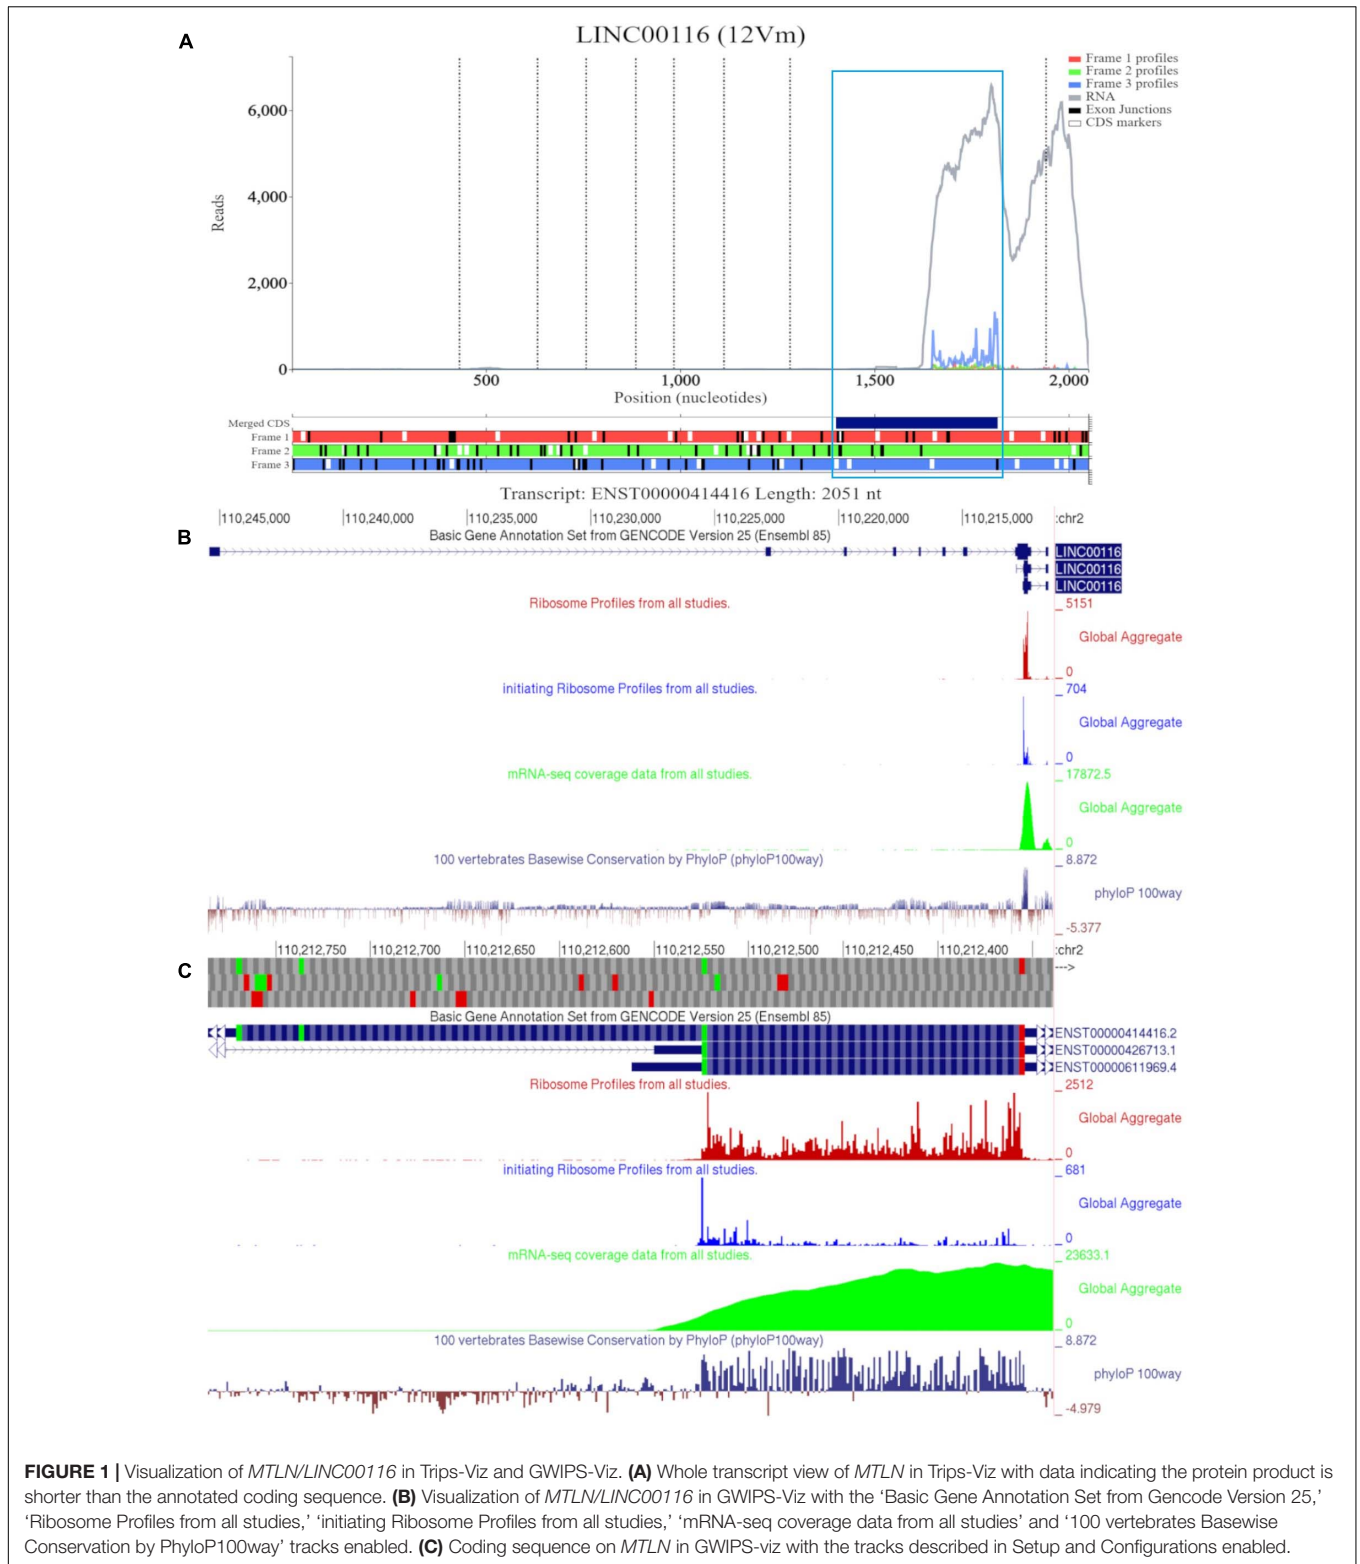 A
LINC00116 (12Vm)
Frame 1 profiles
Frame 2 profiles
Frame 3 profiles
RNA
Exon Junctions
CDS markers
6,000
4,000
2,000
0
Reads
500 1,000 1,500 2,000
Position (nucleotides)
Merged CDS
Frame 1
Frame 2
Frame 3
Transcript: ENST00000414416 Length: 2051 nt
B
|110,245,000 |110,240,000 |110,235,000 |110,230,000 |110,225,000 |110,220,000 |110,215,000 :chr2
Basic Gene Annotation Set from GENCODE Version 25 (Ensembl 85)
LINC00116
LINC00116
LINC00116
Ribosome Profiles from all studies.
5151
Global Aggregate
0
initiating Ribosome Profiles from all studies.
704
Global Aggregate
0
mRNA-seq coverage data from all studies.
17872.5
Global Aggregate
0
100 vertebrates Basewise Conservation by PhyloP (phyloP100way)
8.872
phyloP 100way
-5.377
C
|110,212,750 |110,212,700 |110,212,650 |110,212,600 |110,212,550 |110,212,500 |110,212,450 |110,212,400 :chr2
--->
Basic Gene Annotation Set from GENCODE Version 25 (Ensembl 85)
ENST00000414416.2
ENST00000426713.1
ENST00000611969.4
Ribosome Profiles from all studies.
2512
Global Aggregate
0
initiating Ribosome Profiles from all studies.
681
Global Aggregate
0
mRNA-seq coverage data from all studies.
23633.1
Global Aggregate
0
100 vertebrates Basewise Conservation by PhyloP (phyloP100way)
8.872
phyloP 100way
-4.979
FIGURE 1 | Visualization of MTLN/LINC00116 in Trips-Viz and GWIPS-Viz. (A) Whole transcript view of MTLN in Trips-Viz with data indicating the protein product is
shorter than the annotated coding sequence. (B) Visualization of MTLN/LINC00116 in GWIPS-Viz with the ‘Basic Gene Annotation Set from Gencode Version 25,’
‘Ribosome Profiles from all studies,’ ‘initiating Ribosome Profiles from all studies,’ ‘mRNA-seq coverage data from all studies’ and ‘100 vertebrates Basewise
Conservation by PhyloP100way’ tracks enabled. (C) Coding sequence on MTLN in GWIPS-viz with the tracks described in Setup and Configurations enabled.